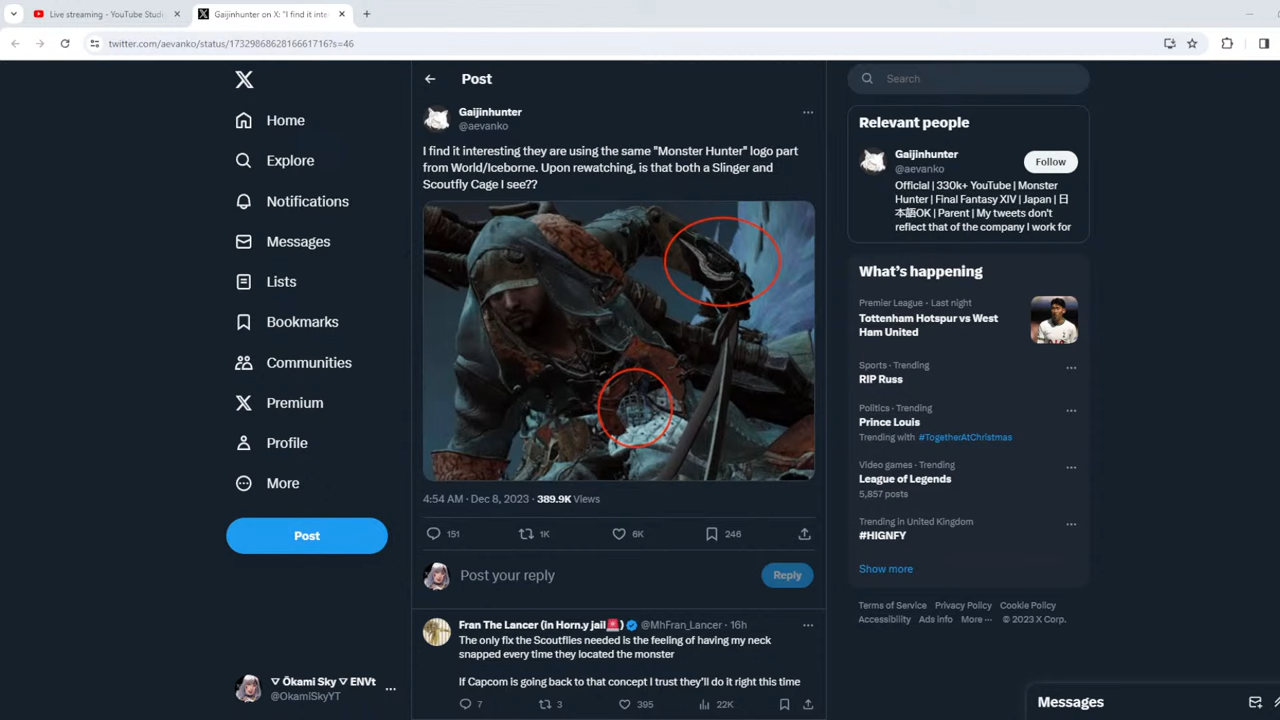 Live streaming - YouTube Studi
Gaijinhunter on X: "I find it inte
twitter.com/aevanko/status/1732986862816661716?s=46
Home
Explore
Notifications
Messages
Lists
Bookmarks
Communities
Premium
Profile
More
Post
▽ Ōkami Sky ▽ ENVt
@OkamiSkyYT
Post
Gaijinhunter
@aevanko
I find it interesting they are using the same "Monster Hunter" logo part
from World/Iceborne. Upon rewatching, is that both a Slinger and
Scoutfly Cage I see??
4:54 AM · Dec 8, 2023 · 389.9K Views
151 1K 6K 246
Post your reply
Reply
Fran The Lancer (in Horn.y jail🚨) @MhFran_Lancer · 16h
The only fix the Scoutflies needed is the feeling of having my neck
snapped every time they located the monster
If Capcom is going back to that concept I trust they'll do it right this time
7 3 395 22K
Search
Relevant people
Gaijinhunter
@aevanko
Follow
Official | 330k+ YouTube | Monster
Hunter | Final Fantasy XIV | Japan | 日
本語OK | Parent | My tweets don't
reflect that of the company I work for
What's happening
Premier League · Last night
Tottenham Hotspur vs West
Ham United
Sports · Trending
RIP Russ
Politics · Trending
Prince Louis
Trending with #TogetherAtChristmas
Video games · Trending
League of Legends
5,857 posts
Trending in United Kingdom
#HIGNFY
Show more
Terms of Service Privacy Policy Cookie Policy
Accessibility Ads info More ··· © 2023 X Corp.
Messages